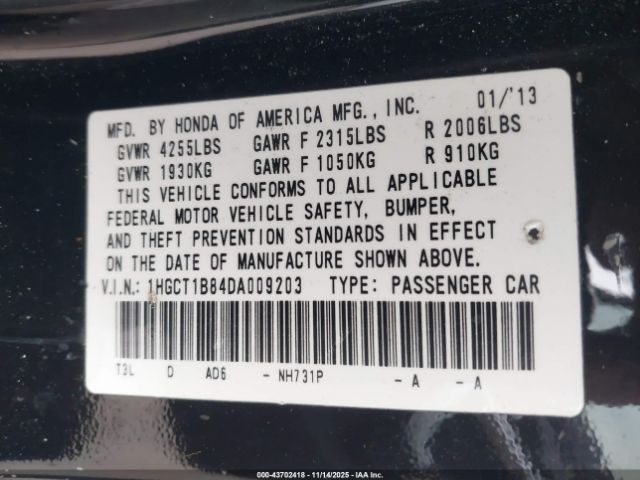 MFD. BY HONDA OF AMERICA MFG., INC. 01/'13
GVWR 4255LBS GAWR F 2315LBS R 2006LBS
GVWR 1930KG GAWR F 1050KG R 910KG
THIS VEHICLE CONFORMS TO ALL APPLICABLE
FEDERAL MOTOR VEHICLE SAFETY, BUMPER,
AND THEFT PREVENTION STANDARDS IN EFFECT
ON THE DATE OF MANUFACTURE SHOWN ABOVE.
V.I.N.: 1HGCT1B84DA009203 TYPE: PASSENGER CAR
T3L D AD6 - NH731P - A - A
000-43702418 - 11/14/2025 - IAA Inc.